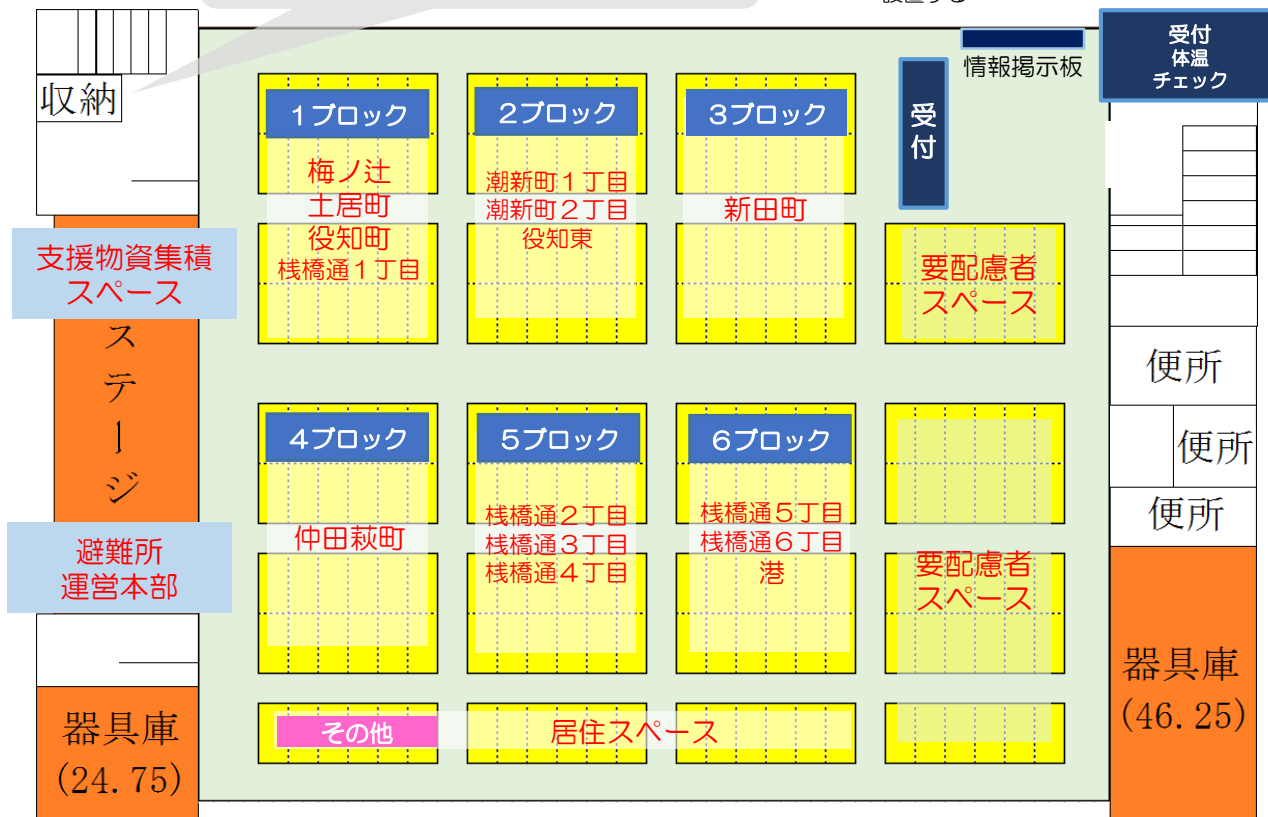 受付
体温
チェック
情報掲示板
収納
受
付
1ブロック
梅ノ辻
土居町
役知町
桟橋通1丁目
2ブロック
潮新町1丁目
潮新町2丁目
役知東
3ブロック
新田町
要配慮者
スペース
支援物資集積
スペース
ステージ
避難所
運営本部
4ブロック
仲田萩町
5ブロック
桟橋通2丁目
桟橋通3丁目
桟橋通4丁目
6ブロック
桟橋通5丁目
桟橋通6丁目
港
要配慮者
スペース
便所
便所
便所
器具庫
(46.25)
器具庫
(24.75)
その他
居住スペース